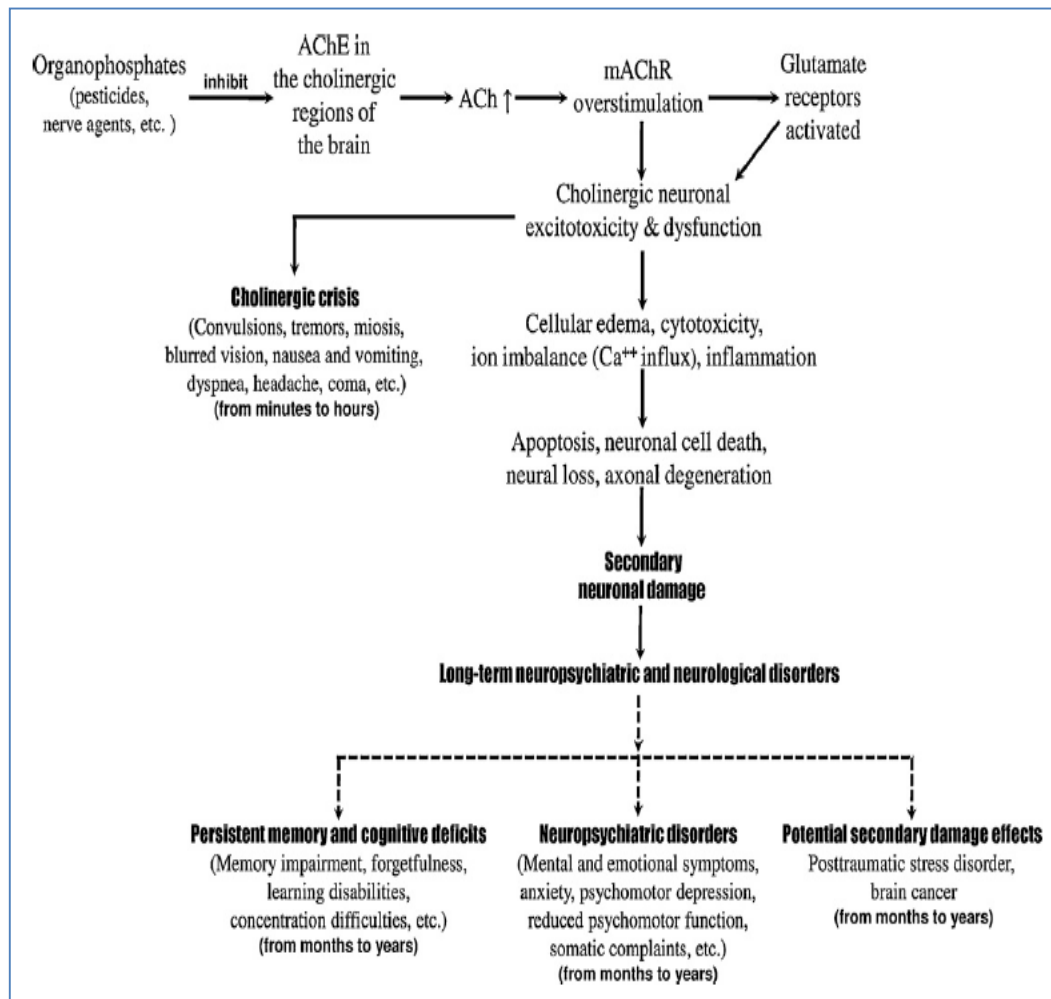 Organophosphates
(pesticides,
nerve agents, etc. )
inhibit
AChE in
the cholinergic
regions of
the brain
ACh ↑
mAChR
overstimulation
Glutamate
receptors
activated
Cholinergic neuronal
excitotoxicity & dysfunction
Cholinergic crisis
(Convulsions, tremors, miosis,
blurred vision, nausea and vomiting,
dyspnea, headache, coma, etc.)
(from minutes to hours)
Cellular edema, cytotoxicity,
ion imbalance (Ca⁺⁺ influx), inflammation
Apoptosis, neuronal cell death,
neural loss, axonal degeneration
Secondary
neuronal damage
Long-term neuropsychiatric and neurological disorders
Persistent memory and cognitive deficits
(Memory impairment, forgetfulness,
learning disabilities,
concentration difficulties, etc.)
(from months to years)
Neuropsychiatric disorders
(Mental and emotional symptoms,
anxiety, psychomotor depression,
reduced psychomotor function,
somatic complaints, etc.)
(from months to years)
Potential secondary damage effects
Posttraumatic stress disorder,
brain cancer
(from months to years)